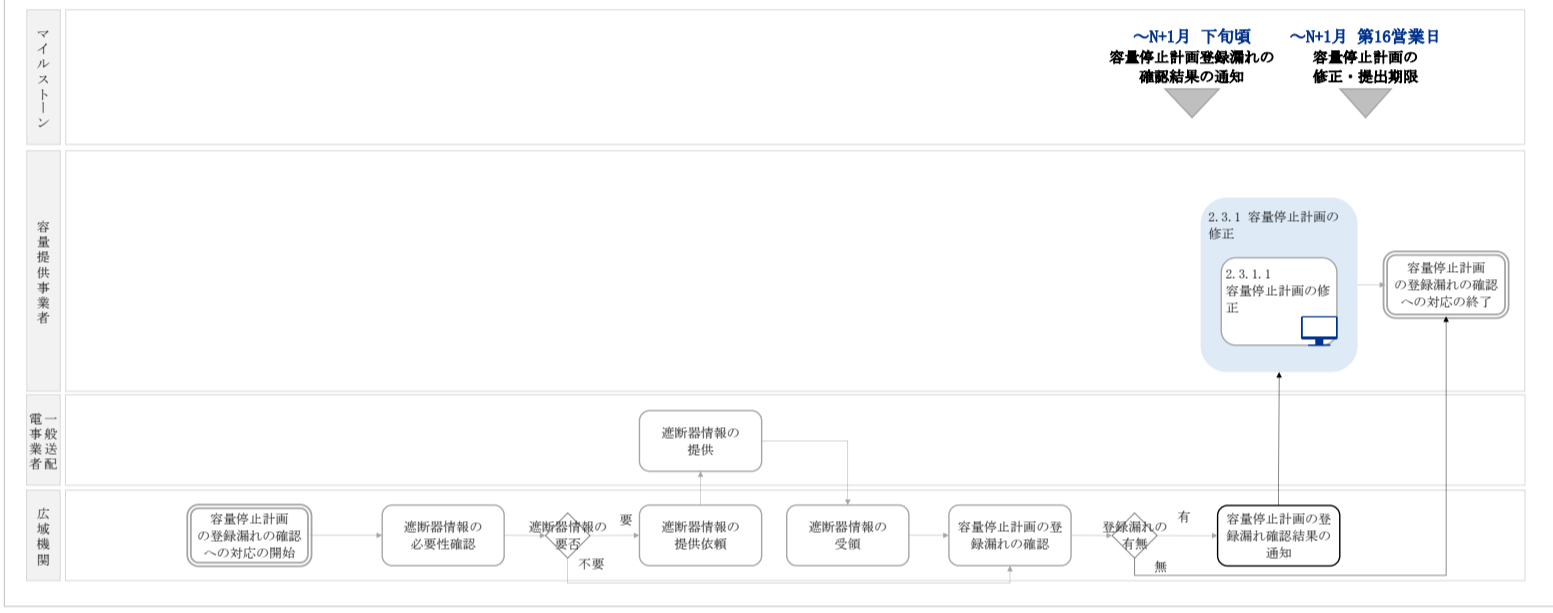 マイルストーン
～N+1月 下旬頃
容量停止計画登録漏れの
確認結果の通知
～N+1月 第16営業日
容量停止計画の
修正・提出期限
容量提供事業者
2.3.1 容量停止計画の
修正
2.3.1.1
容量停止計画の修
正
容量停止計画
の登録漏れの確認
への対応の終了
一般送配
電事業者
遮断器情報の
提供
広域機関
容量停止計画
の登録漏れの確認
への対応の開始
遮断器情報の
必要性確認
遮断器情報の
要否
要
不要
遮断器情報の
提供依頼
遮断器情報の
受領
容量停止計画の登
録漏れの確認
登録漏れの
有無
有
無
容量停止計画の登
録漏れ確認結果の
通知